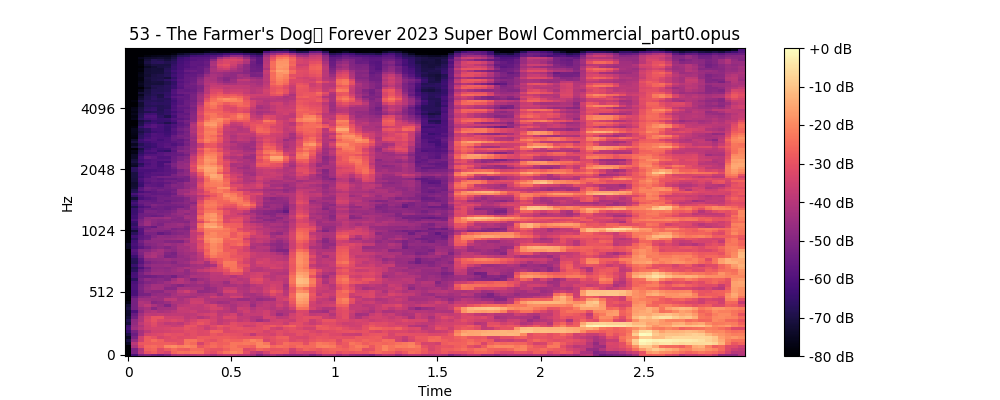 53 - The Farmer's Dog▯ Forever 2023 Super Bowl Commercial_part0.opus
Hz
4096
2048
1024
512
0
0
0.5
1
1.5
2
2.5
Time
+0 dB
-10 dB
-20 dB
-30 dB
-40 dB
-50 dB
-60 dB
-70 dB
-80 dB